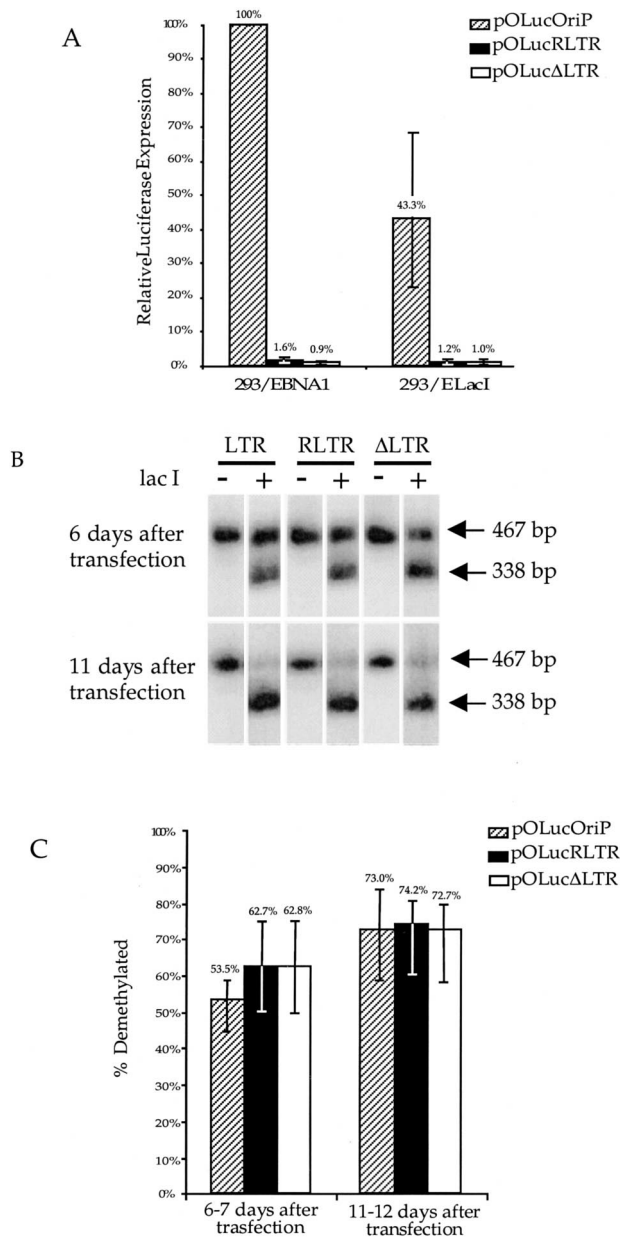 A
Relative Luciferase Expression
100%
90%
80%
70%
60%
50%
40%
30%
20%
10%
0%
100%
1.6%
0.9%
43.3%
1.2%
1.0%
293/EBNA1
293/ELacI
pOLucOriP
pOLucRLTR
pOLucΔLTR
B
LTR RLTR ΔLTR
lac I - + - + - +
6 days after
transfection
467 bp
338 bp
11 days after
transfection
467 bp
338 bp
C
% Demethylated
100%
90%
80%
70%
60%
50%
40%
30%
20%
10%
0%
53.5%
62.7%
62.8%
73.0%
74.2%
72.7%
6-7 days after
trasfection
11-12 days after
transfection
pOLucOriP
pOLucRLTR
pOLucΔLTR